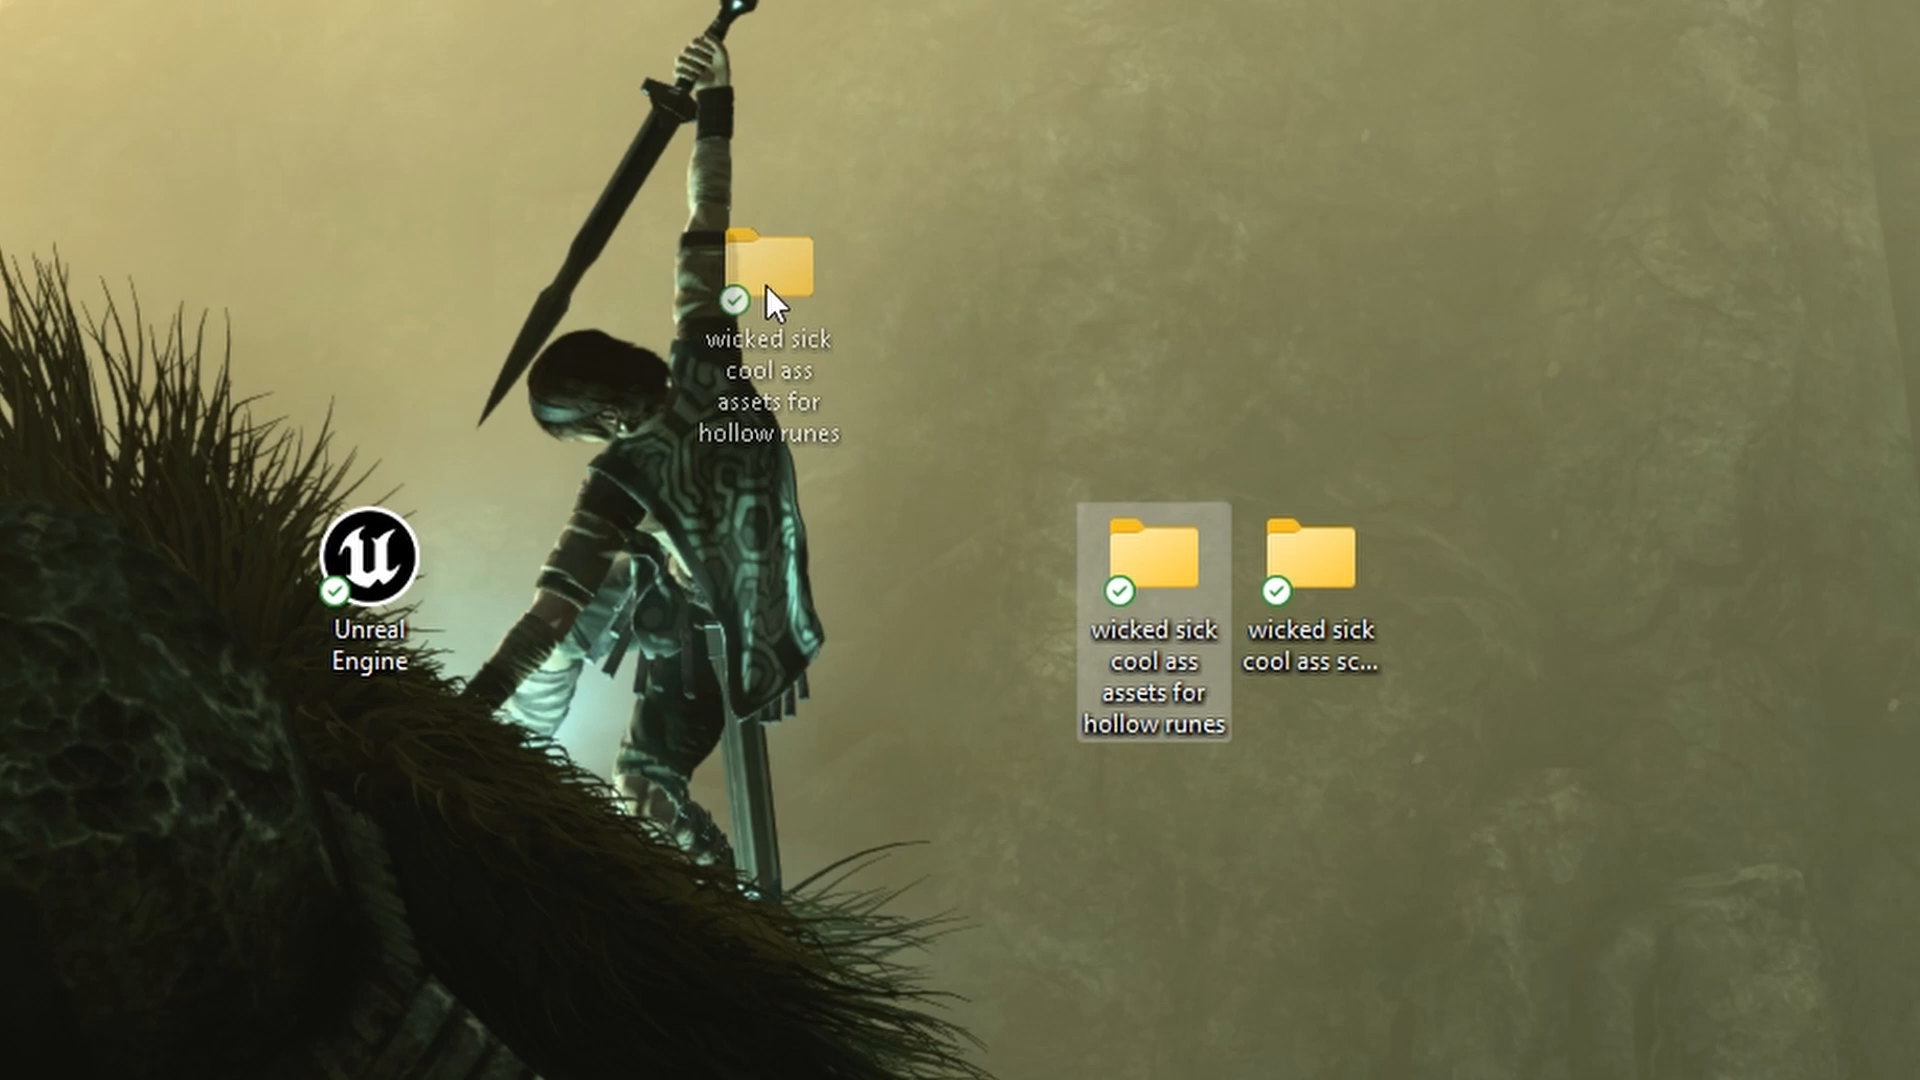 wicked sick
cool ass
assets for
hollow runes
Unreal
Engine
wicked sick
cool ass
assets for
hollow runes
wicked sick
cool ass sc...